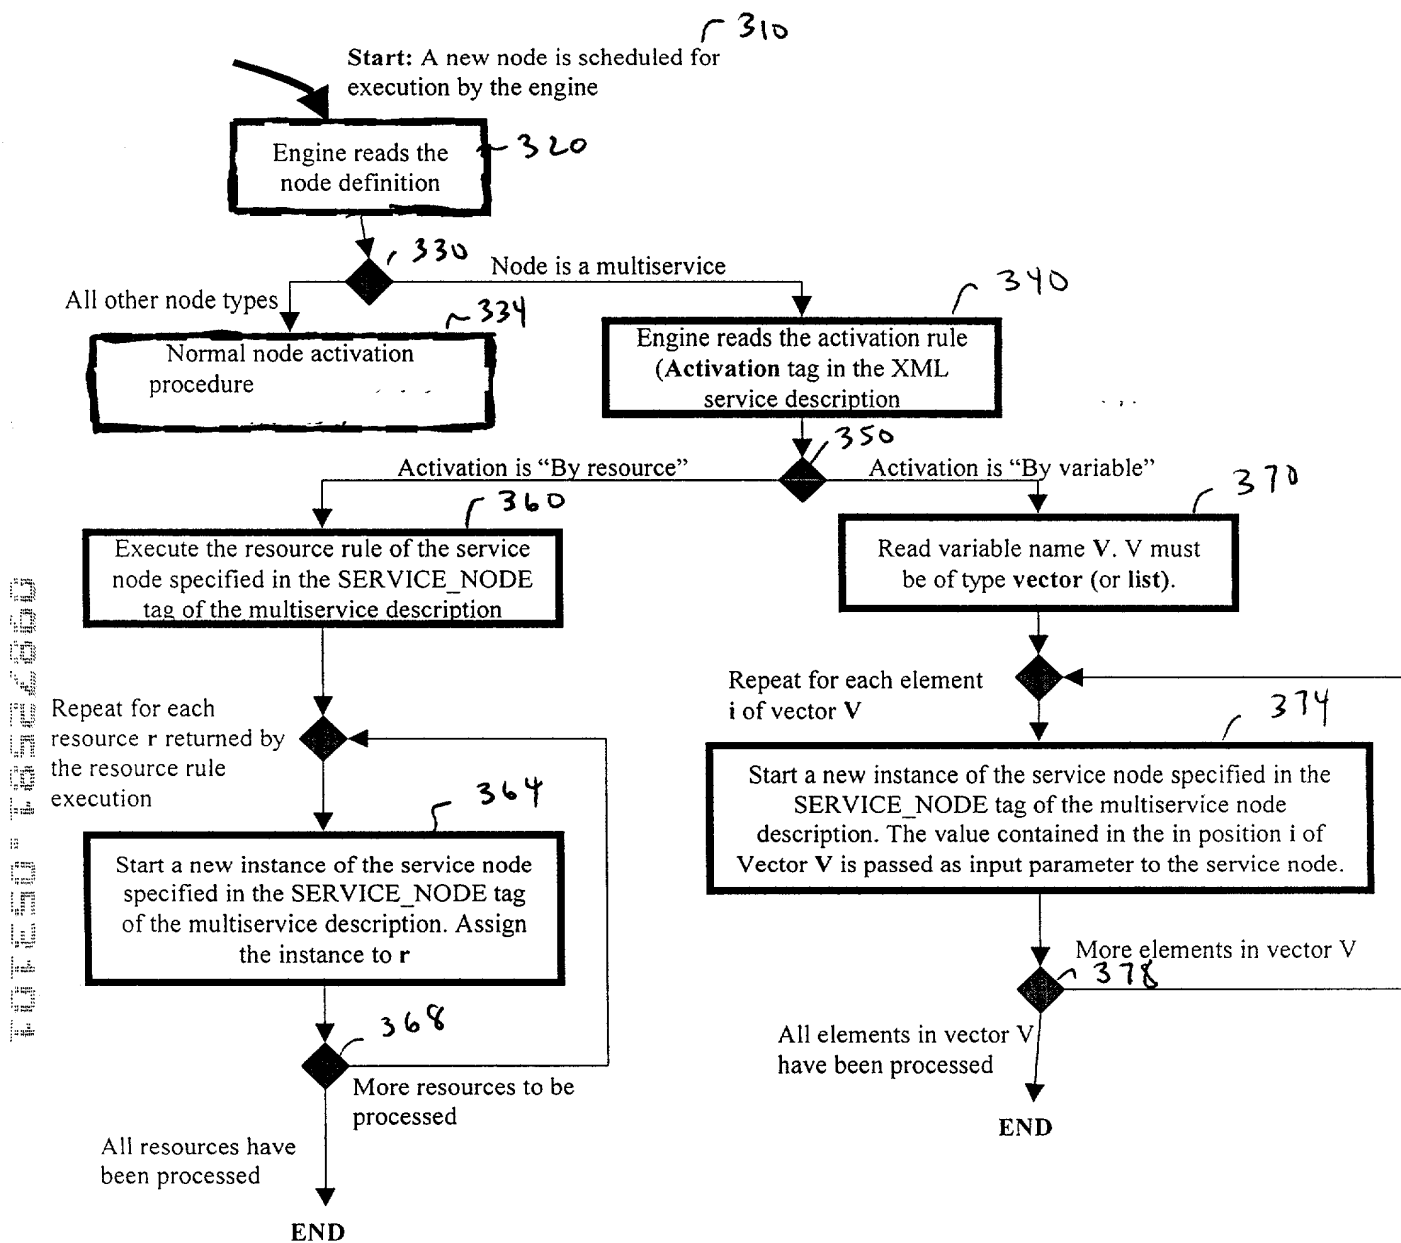 310
Start: A new node is scheduled for
execution by the engine
320
Engine reads the
node definition
330
Node is a multiservice
All other node types
334
340
Normal node activation
procedure
Engine reads the activation rule
(Activation tag in the XML
service description
350
Activation is “By resource”
Activation is “By variable”
360
370
Execute the resource rule of the service
node specified in the SERVICE_NODE
tag of the multiservice description
Read variable name V. V must
be of type vector (or list).
Repeat for each
resource r returned by
the resource rule
execution
Repeat for each element
i of vector V
364
374
Start a new instance of the service node
specified in the SERVICE_NODE tag
of the multiservice description. Assign
the instance to r
Start a new instance of the service node specified in the
SERVICE_NODE tag of the multiservice node
description. The value contained in the in position i of
Vector V is passed as input parameter to the service node.
368
More resources to be
processed
All resources have
been processed
END
More elements in vector V
378
All elements in vector V
have been processed
END